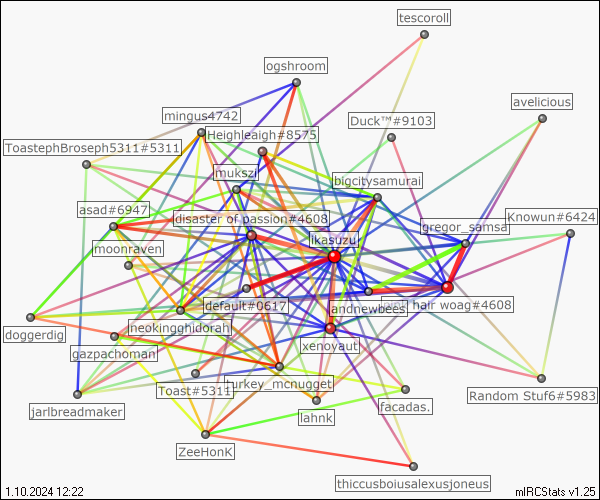 tescoroll
ogshroom
avelicious
mingus4742
Duck™#9103
Heighleaigh#8575
ToastephBroseph5311#5311
mukszi
bigcitysamurai
asad#6947
disaster of passion#4608
gregor_samsa
Knowun#6424
ikasuzu
moonraven
default#0617
andnewbees
hair woag#4608
neokingghidorah
doggerdig
xenovaut
gazpachoman
Toast#5311
turkey_mcnugget
Random Stuf6#5983
jarlbreadmaker
lahnk
facadas.
ZeeHonK
thiccusboiusalexusjoneus
1.10.2024 12:22
mIRCStats v1.25